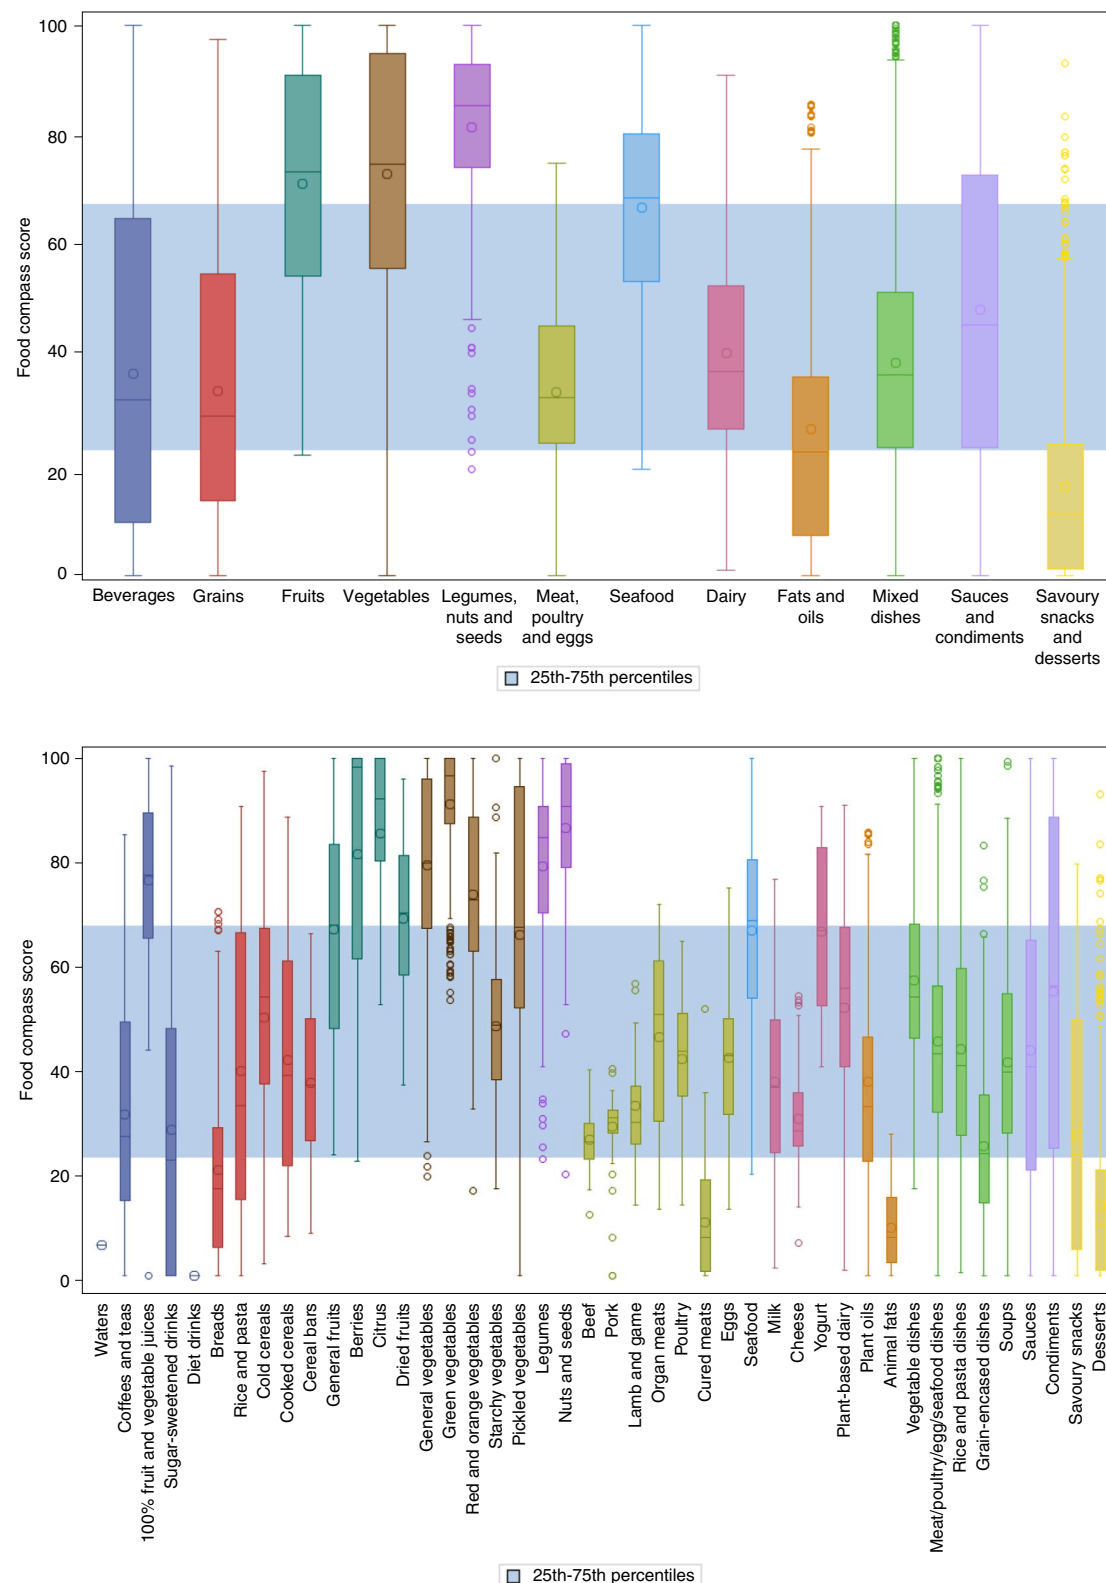 Food compass score
100
80
60
40
20
0
Beverages
Grains
Fruits
Vegetables
Legumes,
nuts and
seeds
Meat,
poultry
and eggs
Seafood
Dairy
Fats and
oils
Mixed
dishes
Sauces
and
condiments
Savoury
snacks
and
desserts
25th-75th percentiles
Food compass score
100
80
60
40
20
0
Waters
Coffees and teas
100% fruit and vegetable juices
Sugar-sweetened drinks
Diet drinks
Breads
Rice and pasta
Cold cereals
Cooked cereals
Cereal bars
General fruits
Berries
Citrus
Dried fruits
General vegetables
Green vegetables
Red and orange vegetables
Starchy vegetables
Pickled vegetables
Legumes
Nuts and seeds
Beef
Pork
Lamb and game
Organ meats
Poultry
Cured meats
Eggs
Seafood
Milk
Cheese
Yogurt
Plant-based dairy
Plant oils
Animal fats
Vegetable dishes
Meat/poultry/egg/seafood dishes
Rice and pasta dishes
Grain-encased dishes
Soups
Sauces
Condiments
Savoury snacks
Desserts
25th-75th percentiles